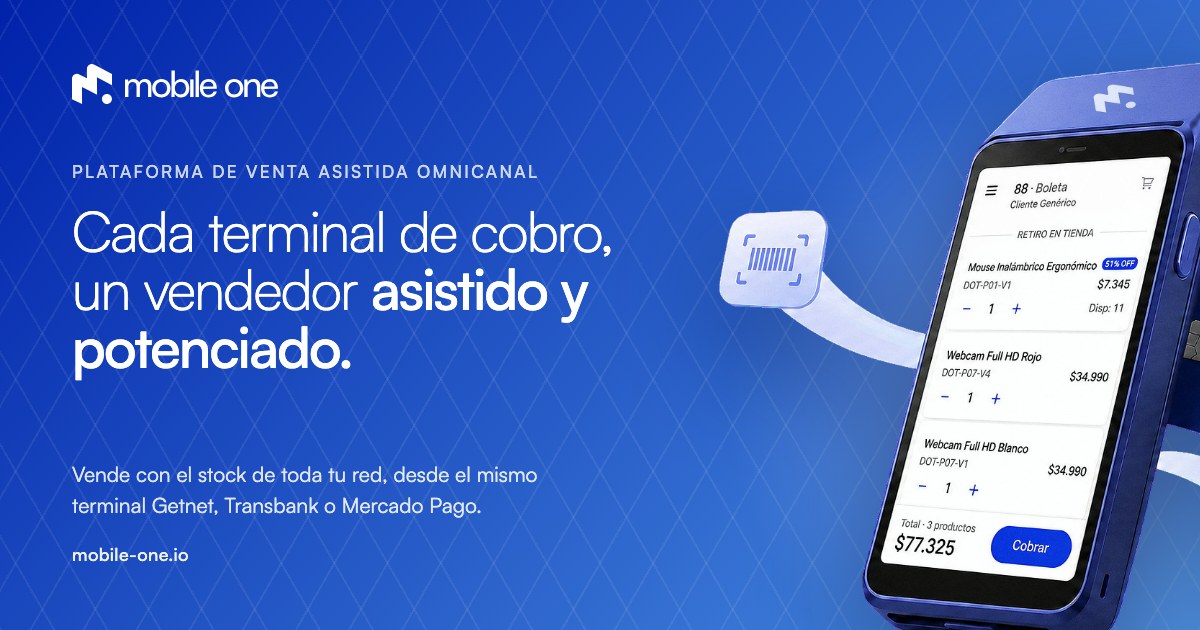 mobile one
PLATAFORMA DE VENTA ASISTIDA OMNICANAL
Cada terminal de cobro,
un vendedor asistido y
potenciado.
Vende con el stock de toda tu red, desde el mismo
terminal Getnet, Transbank o Mercado Pago.
mobile-one.io
88 · Boleta
Cliente Genérico
RETIRO EN TIENDA
Mouse Inalámbrico Ergonómico 51% OFF
DOT-P01-V1 $7.345
− 1 + Disp: 11
Webcam Full HD Rojo
DOT-P07-V4 $34.990
− 1 +
Webcam Full HD Blanco
DOT-P07-V1 $34.990
− 1 +
Total · 3 productos
$77.325 Cobrar